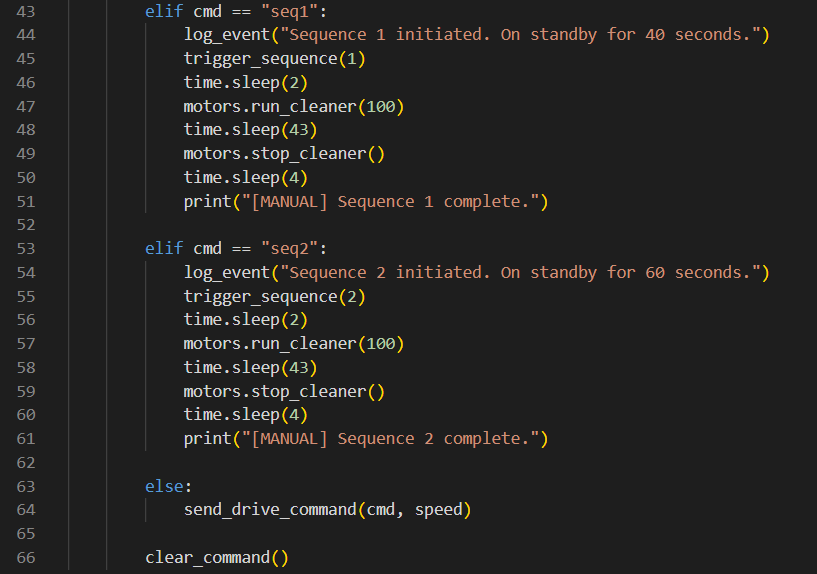 43 elif cmd == "seq1":
44 log_event("Sequence 1 initiated. On standby for 40 seconds.")
45 trigger_sequence(1)
46 time.sleep(2)
47 motors.run_cleaner(100)
48 time.sleep(43)
49 motors.stop_cleaner()
50 time.sleep(4)
51 print("[MANUAL] Sequence 1 complete.")
52
53 elif cmd == "seq2":
54 log_event("Sequence 2 initiated. On standby for 60 seconds.")
55 trigger_sequence(2)
56 time.sleep(2)
57 motors.run_cleaner(100)
58 time.sleep(43)
59 motors.stop_cleaner()
60 time.sleep(4)
61 print("[MANUAL] Sequence 2 complete.")
62
63 else:
64 send_drive_command(cmd, speed)
65
66 clear_command()